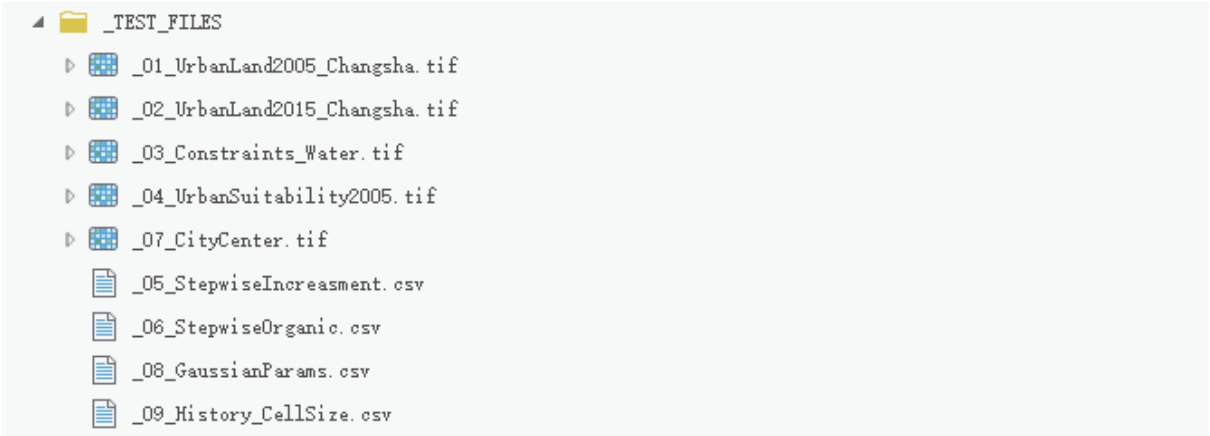 _TEST_FILES
_01_UrbanLand2005_Changsha.tif
_02_UrbanLand2015_Changsha.tif
_03_Constraints_Water.tif
_04_UrbanSuitability2005.tif
_07_CityCenter.tif
_05_StepwiseIncreasment.csv
_06_StepwiseOrganic.csv
_08_GaussianParams.csv
_09_History_CellSize.csv